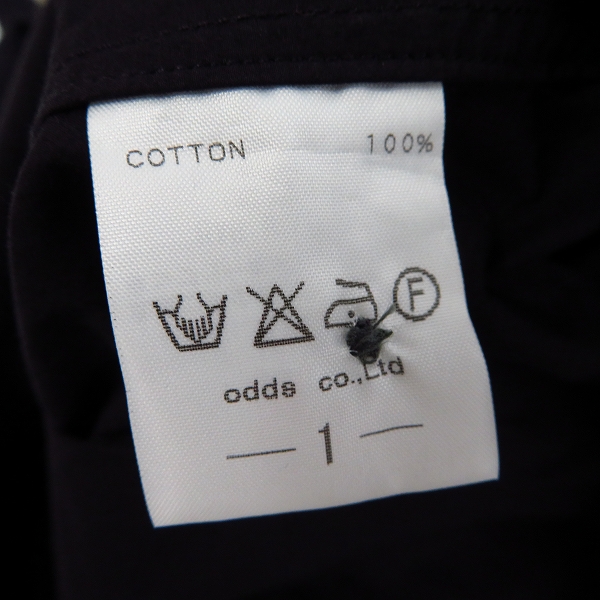 COTTON 100%
F
odds co.,Ltd
1